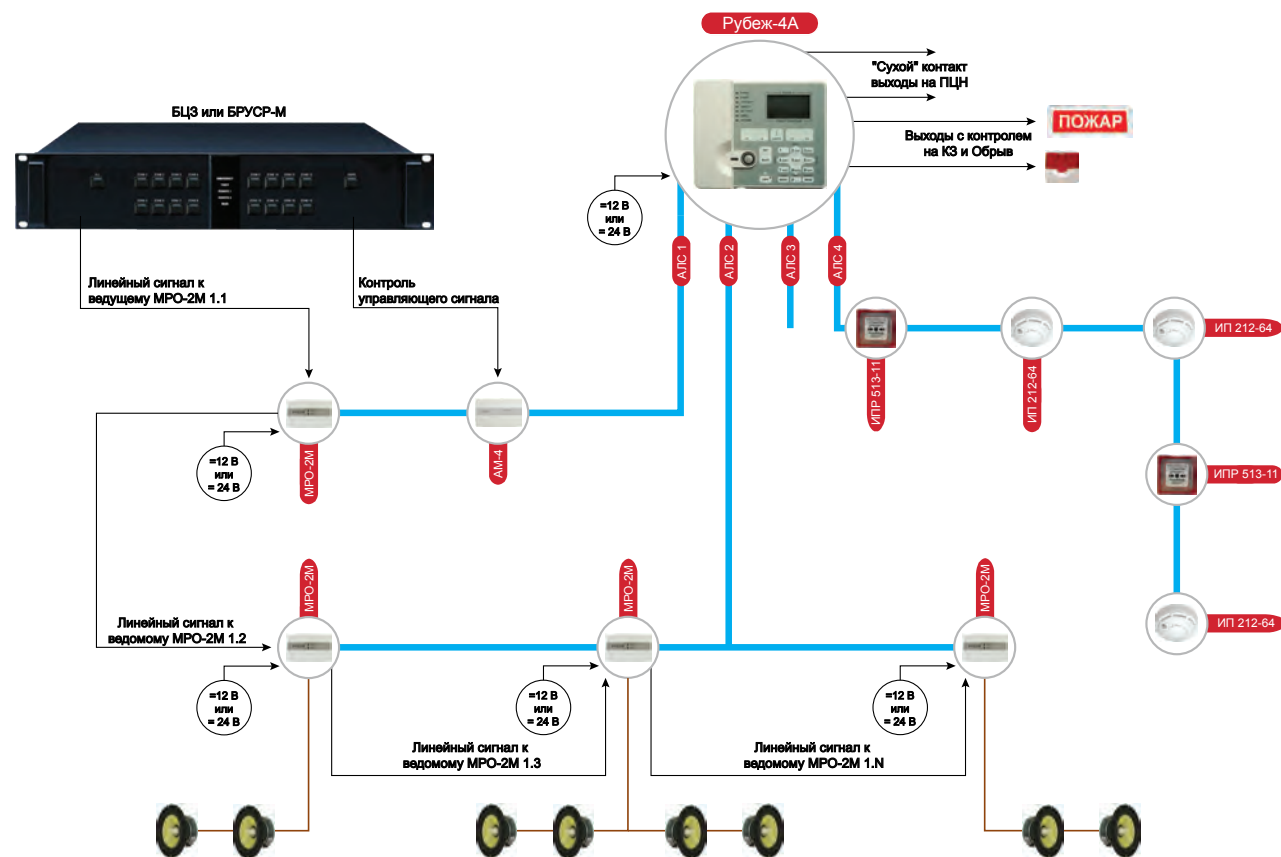 Рубеж-4А
"Сухой" контакт
выходы на ПЦН
БЦЗ или БРУСР-М
ПОЖАР
Выходы с контролем
на КЗ и Обрыв
=12 В
или
= 24 В
АЛС 1
АЛС 2
АЛС 3
АЛС 4
Линейный сигнал к
ведущему МРО-2М 1.1
Контроль
управляющего сигнала
ИП 212-64
ИПР 513-11
ИП 212-64
=12 В
или
= 24 В
МРО-2М
АМ-4
ИПР 513-11
МРО-2М
МРО-2М
МРО-2М
Линейный сигнал к
ведомому МРО-2М 1.2
ИП 212-64
=12 В
или
= 24 В
=12 В
или
= 24 В
=12 В
или
= 24 В
Линейный сигнал к
ведомому МРО-2М 1.3
Линейный сигнал к
ведомому МРО-2М 1.N